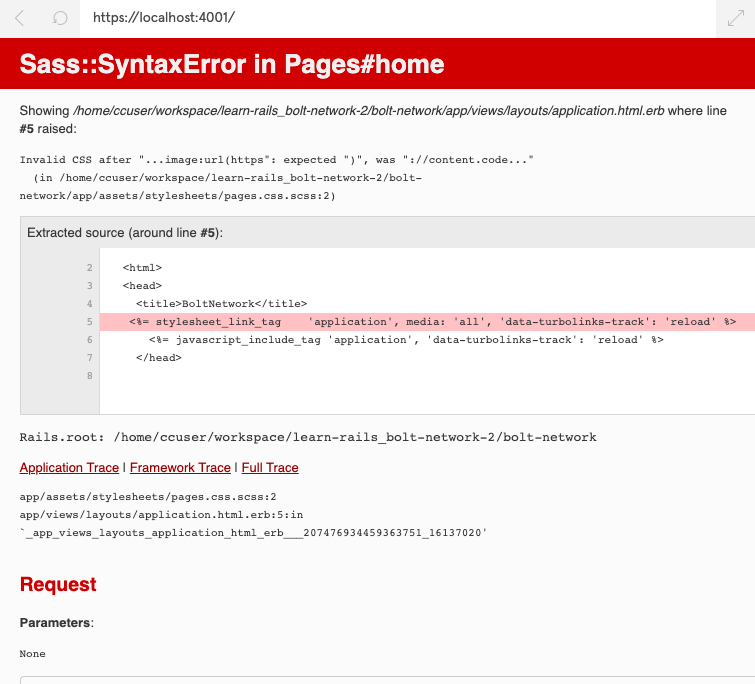 https://localhost:4001/
Sass::SyntaxError in Pages#home
Showing /home/ccuser/workspace/learn-rails_bolt-network-2/bolt-network/app/views/layouts/application.html.erb where line
#5 raised:
Invalid CSS after "...image:url(https": expected ")", was "://content.code..."
(in /home/ccuser/workspace/learn-rails_bolt-network-2/bolt-
network/app/assets/stylesheets/pages.css.scss:2)
Extracted source (around line #5):
2 <html>
3 <head>
4 <title>BoltNetwork</title>
5 <%= stylesheet_link_tag    'application', media: 'all', 'data-turbolinks-track': 'reload' %>
6 <%= javascript_include_tag 'application', 'data-turbolinks-track': 'reload' %>
7 </head>
8
Rails.root: /home/ccuser/workspace/learn-rails_bolt-network-2/bolt-network
Application Trace | Framework Trace | Full Trace
app/assets/stylesheets/pages.css.scss:2
app/views/layouts/application.html.erb:5:in
`_app_views_layouts_application_html_erb___207476934459363751_16137020'
Request
Parameters:
None